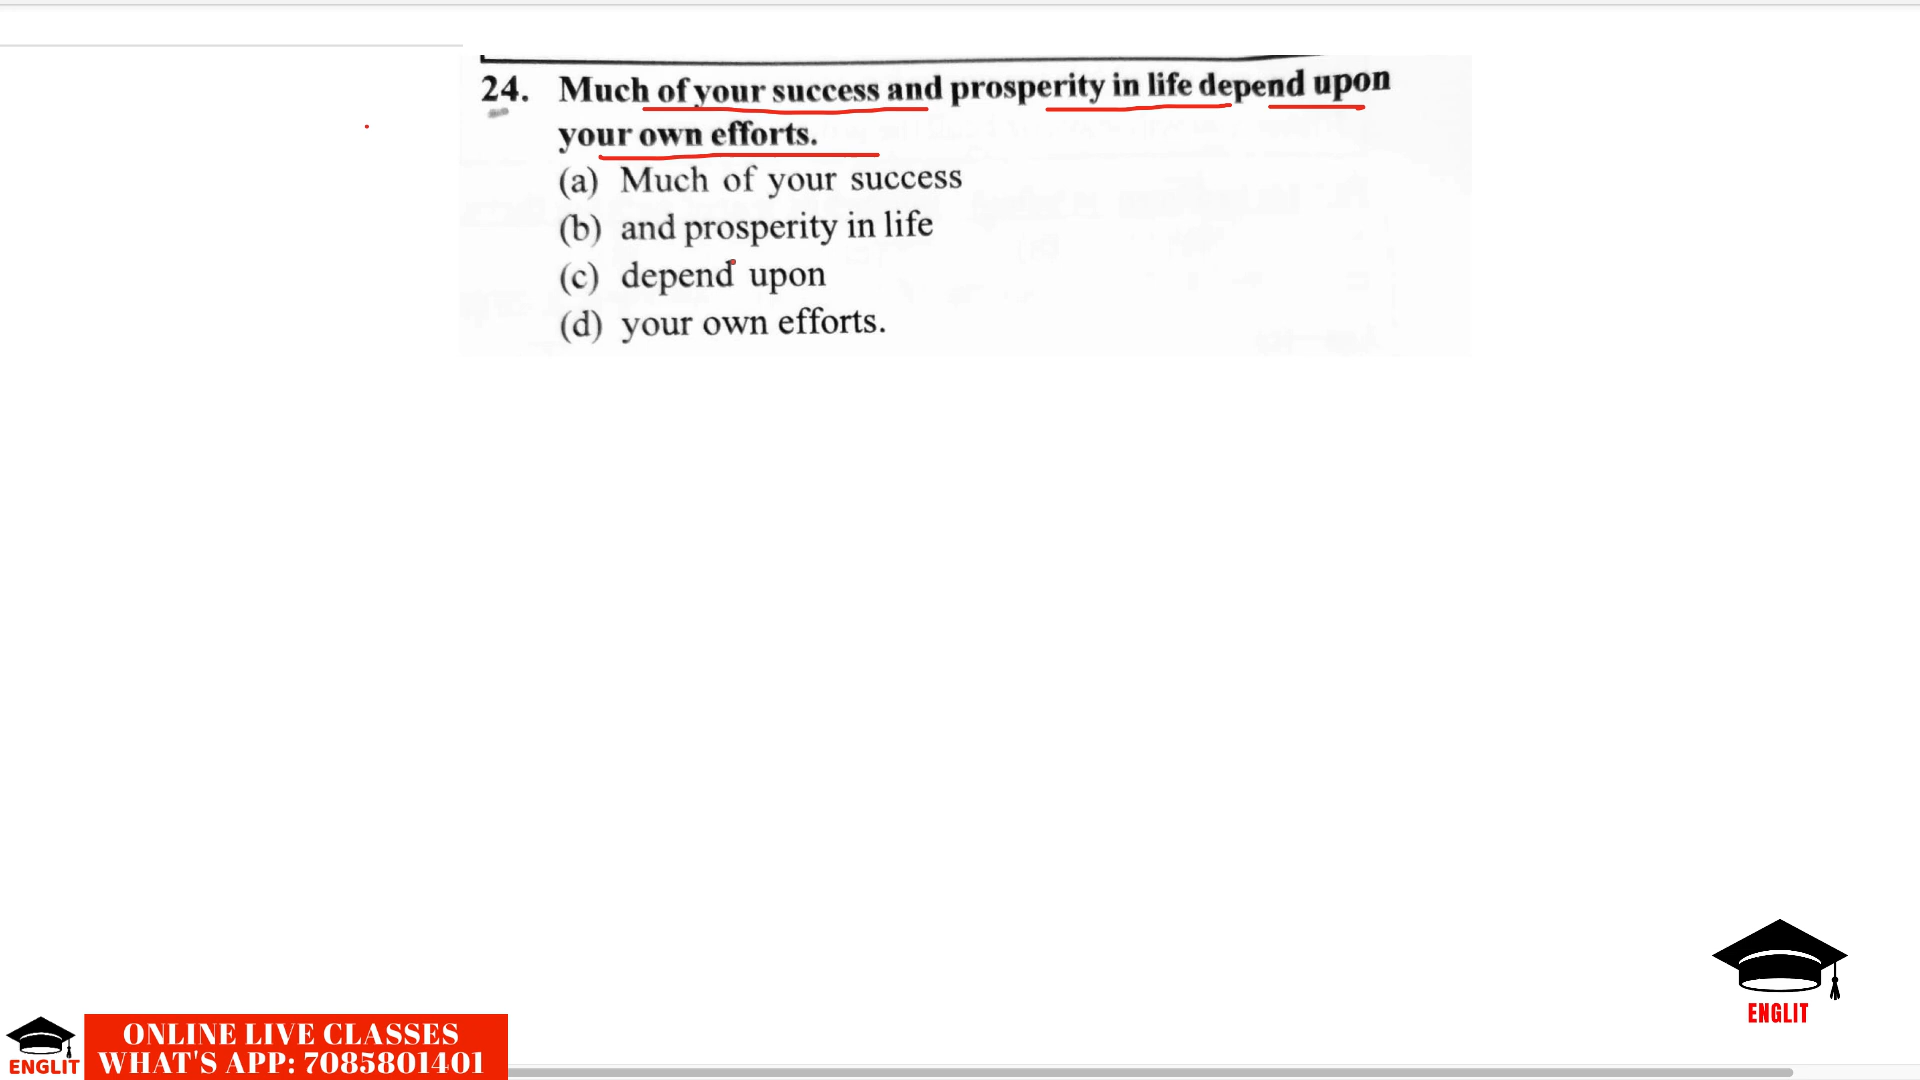 24. Much of your success and prosperity in life depend upon
your own efforts.
(a) Much of your success
(b) and prosperity in life
(c) depend upon
(d) your own efforts.
ENGLIT
ENGLIT
ONLINE LIVE CLASSES
WHAT'S APP: 7085801401